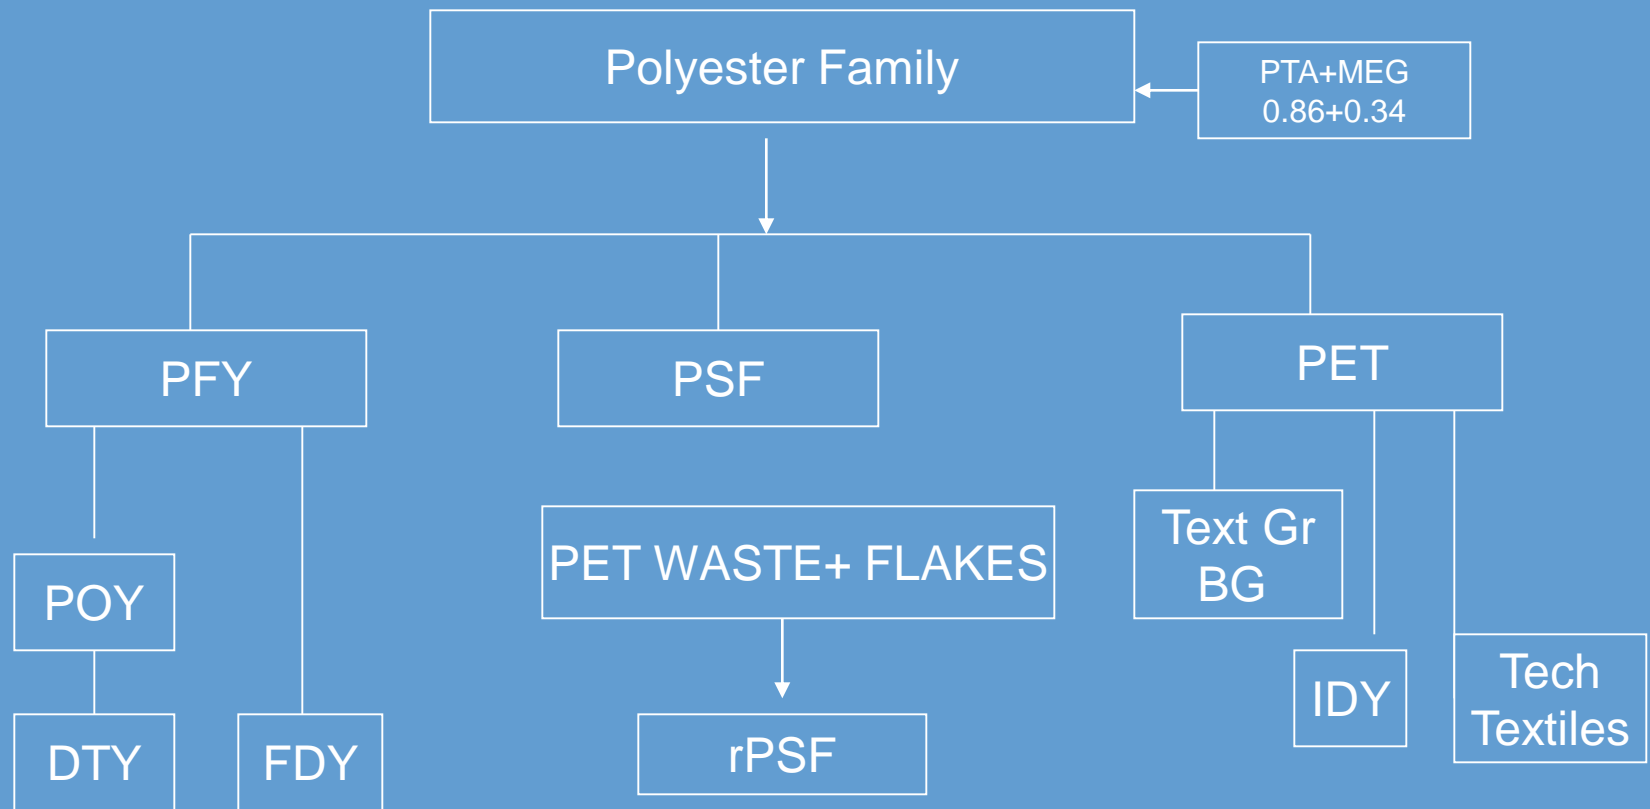 Polyester Family
PTA+MEG
0.86+0.34
PFY
PSF
PET
PET WASTE+ FLAKES
Text Gr
BG
POY
IDY
Tech
Textiles
DTY
FDY
rPSF